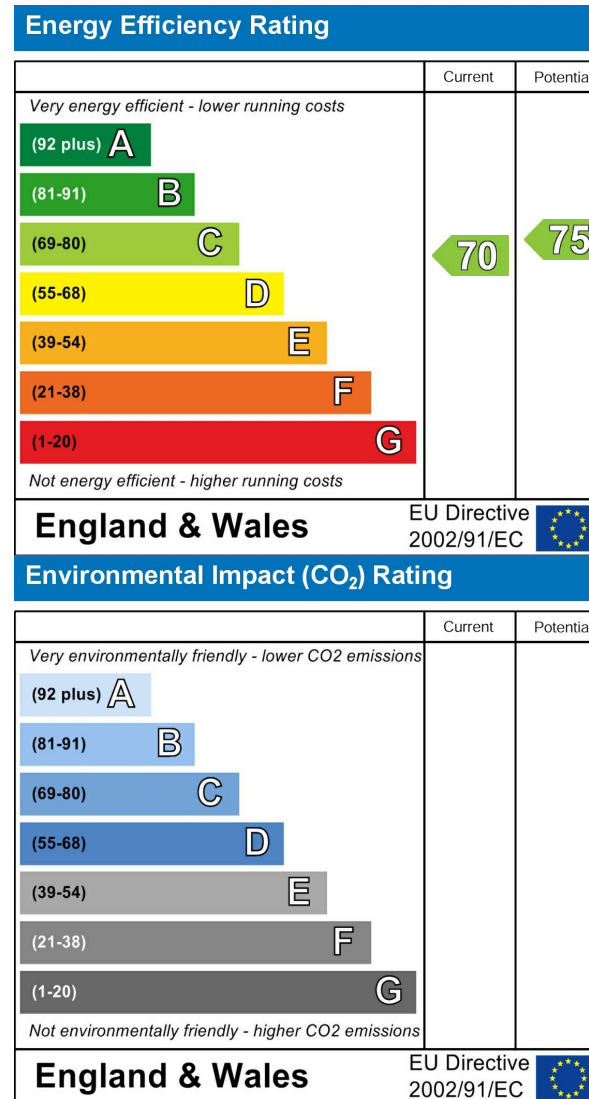 Energy Efficiency Rating
Current Potentia
Very energy efficient - lower running costs
(92 plus) A
(81-91) B
(69-80) C
(55-68) D
(39-54) E
(21-38) F
(1-20) G
70 75
Not energy efficient - higher running costs
England & Wales
EU Directive
2002/91/EC
Environmental Impact (CO₂) Rating
Current Potentia
Very environmentally friendly - lower CO2 emissions
(92 plus) A
(81-91) B
(69-80) C
(55-68) D
(39-54) E
(21-38) F
(1-20) G
Not environmentally friendly - higher CO2 emissions
England & Wales
EU Directive
2002/91/EC